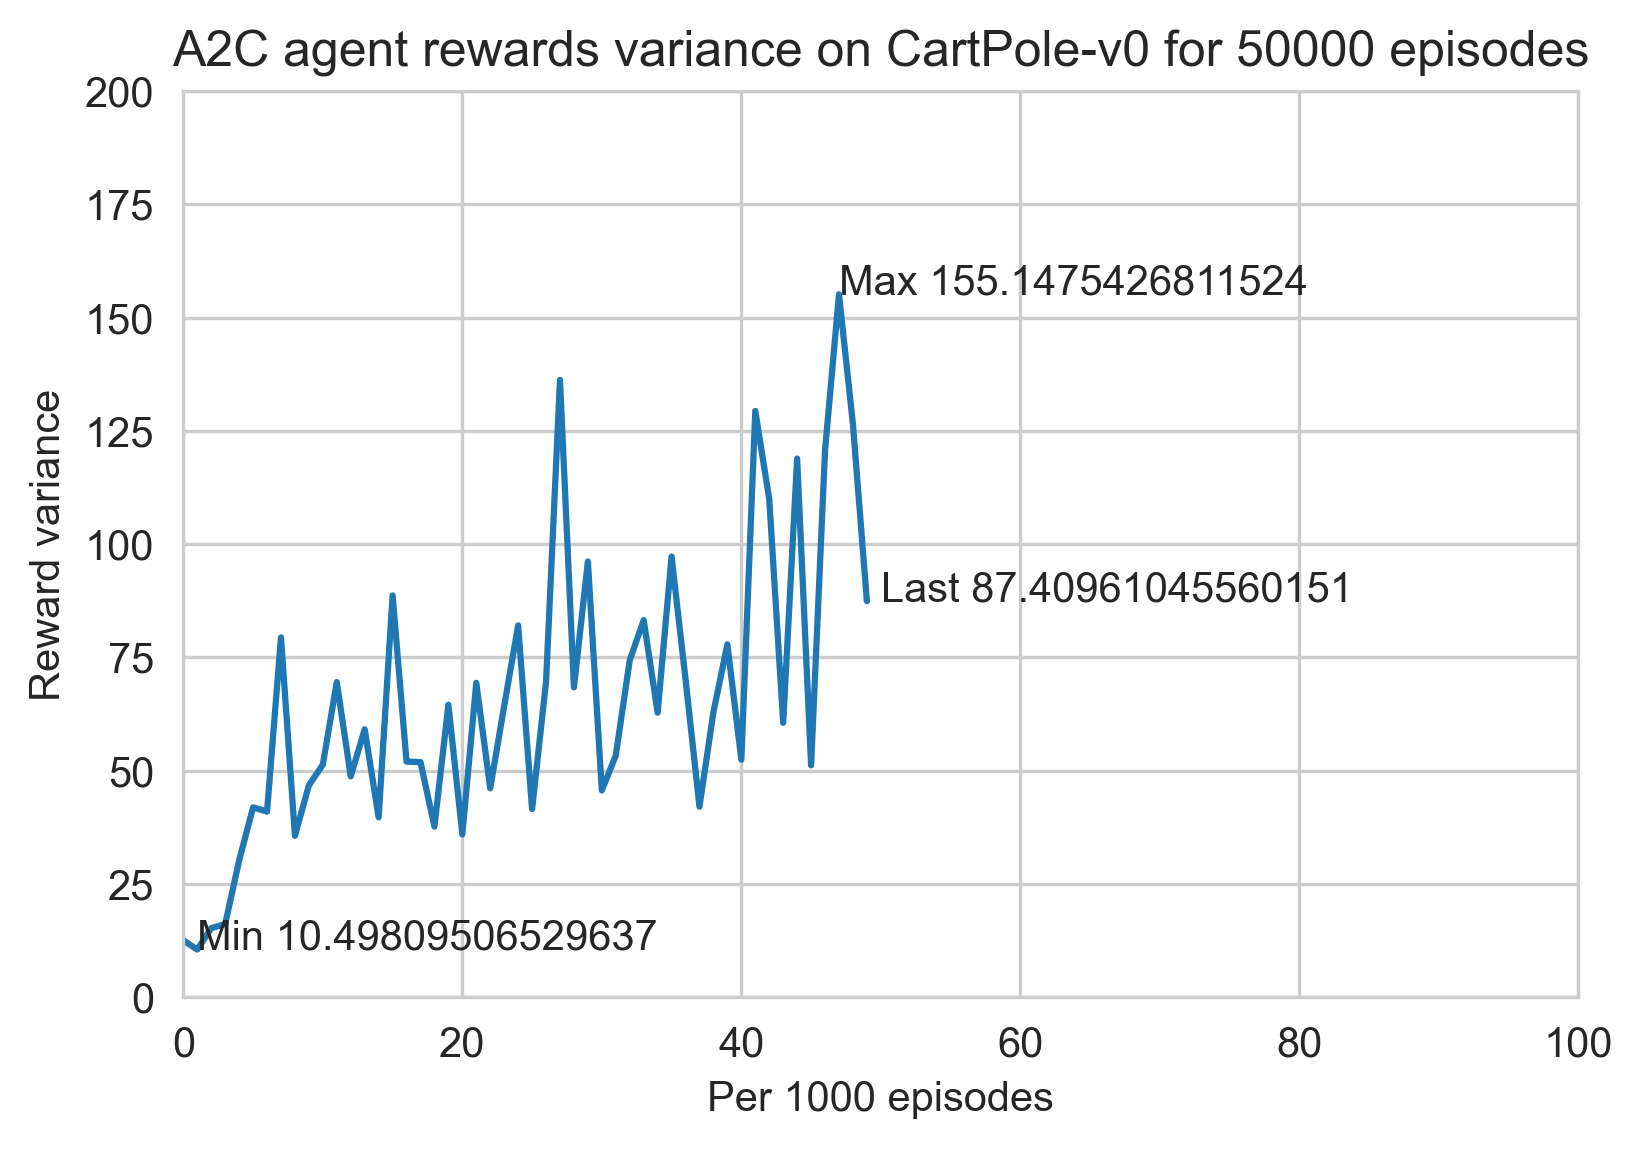 A2C agent rewards variance on CartPole-v0 for 50000 episodes
200
175
150
125
100
75
50
25
0
Reward variance
Max 155.1475426811524
Last 87.40961045560151
Min 10.49809506529637
0 20 40 60 80 100
Per 1000 episodes